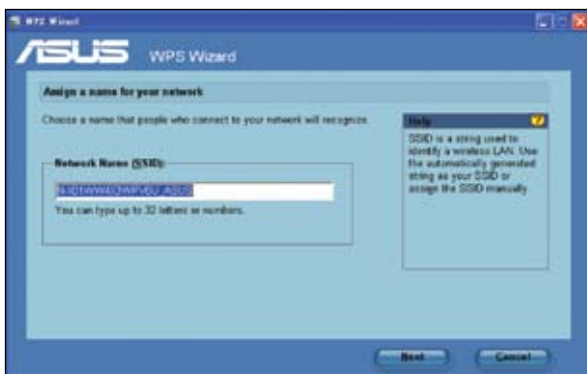 WPS Wizard
ASUS WPS Wizard
Assign a name for your network
Choose a name that people who connect to your network will recognize.
Network Name (SSID):
You can type up to 32 letters or numbers.
Help
SSID is a string used to
identify a wireless LAN. Use
the automatically generated
string as your SSID or
assign the SSID manually
Next
Cancel